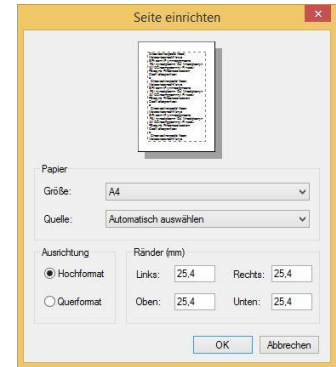 Seite einrichten
Papier
Größe: A4
Quelle: Automatisch auswählen
Ausrichtung
Hochformat
Querformat
Ränder (mm)
Links: 25,4 Rechts: 25,4
Oben: 25,4 Unten: 25,4
OK Abbrechen